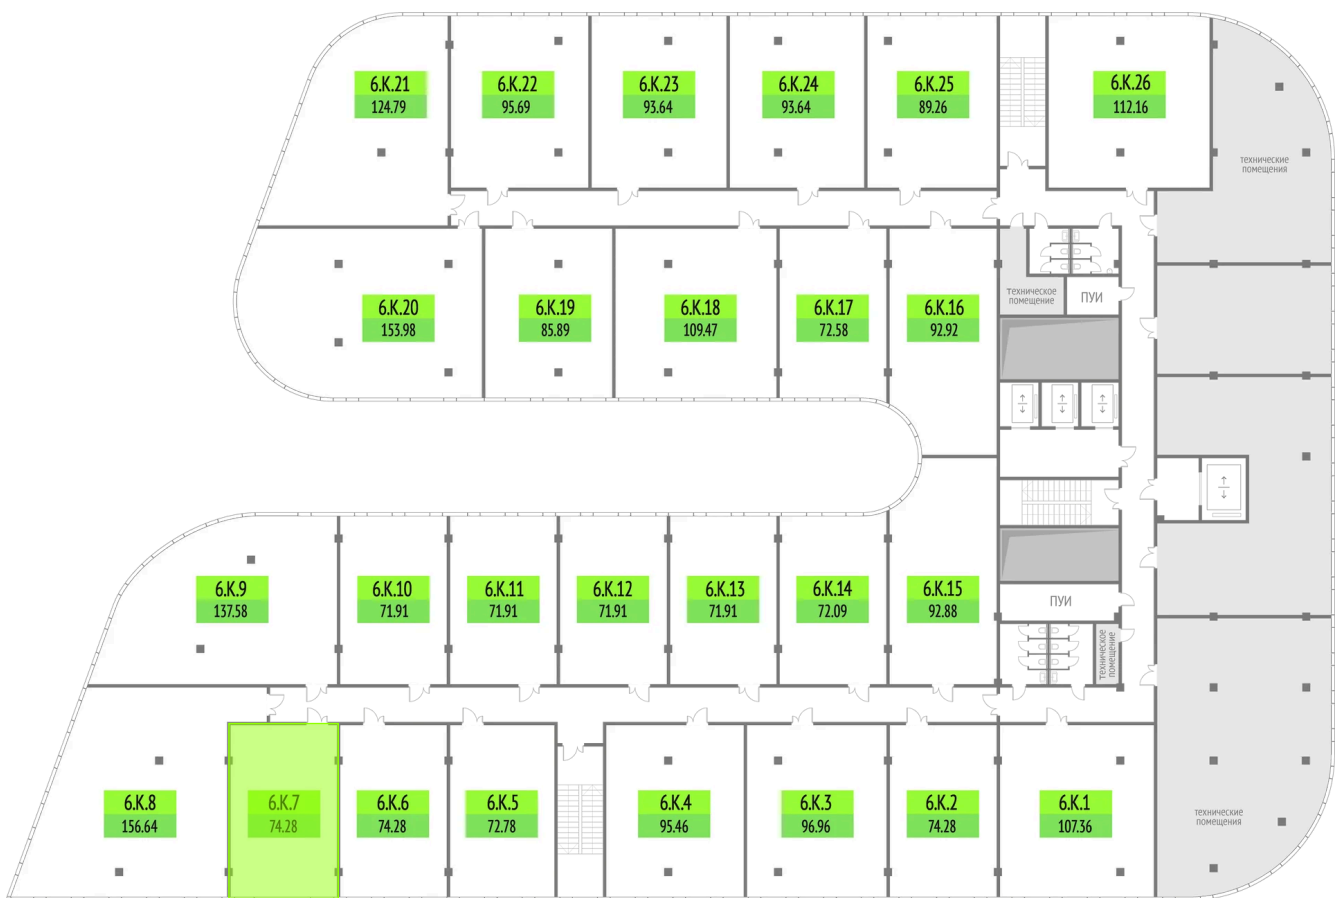 6.К.21
124.79
6.К.22
95.69
6.К.23
93.64
6.К.24
93.64
6.К.25
89.26
6.К.26
112.16
технические
помещения
6.К.20
153.98
6.К.19
85.89
6.К.18
109.47
6.К.17
72.58
6.К.16
92.92
техническое
помещение
ПУИ
6.К.9
137.58
6.К.10
71.91
6.К.11
71.91
6.К.12
71.91
6.К.13
71.91
6.К.14
72.09
6.К.15
92.88
ПУИ
техническое
помещение
6.К.8
156.64
6.К.7
74.28
6.К.6
74.28
6.К.5
72.78
6.К.4
95.46
6.К.3
96.96
6.К.2
74.28
6.К.1
107.36
технические
помещения